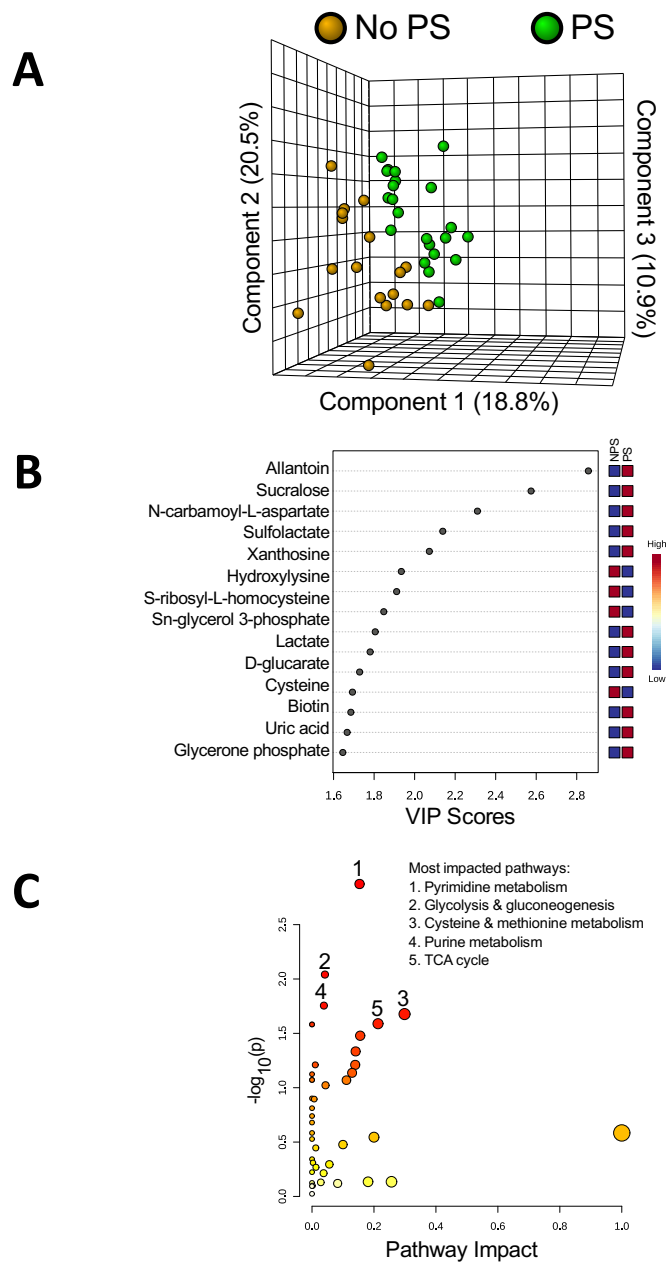 No PS
PS
A
Component 2 (20.5%)
Component 3 (10.9%)
Component 1 (18.8%)
B
NPS
PS
Allantoin
Sucralose
N-carbamoyl-L-aspartate
Sulfolactate
Xanthosine
Hydroxylysine
S-ribosyl-L-homocysteine
Sn-glycerol 3-phosphate
Lactate
D-glucarate
Cysteine
Biotin
Uric acid
Glycerone phosphate
High
Low
1.6 1.8 2.0 2.2 2.4 2.6 2.8
VIP Scores
C
1
Most impacted pathways:
1. Pyrimidine metabolism
2. Glycolysis & gluconeogenesis
3. Cysteine & methionine metabolism
4. Purine metabolism
5. TCA cycle
2
4
5
3
2.5
2.0
1.5
1.0
0.5
0.0
-log10(p)
0.0 0.2 0.4 0.6 0.8 1.0
Pathway Impact